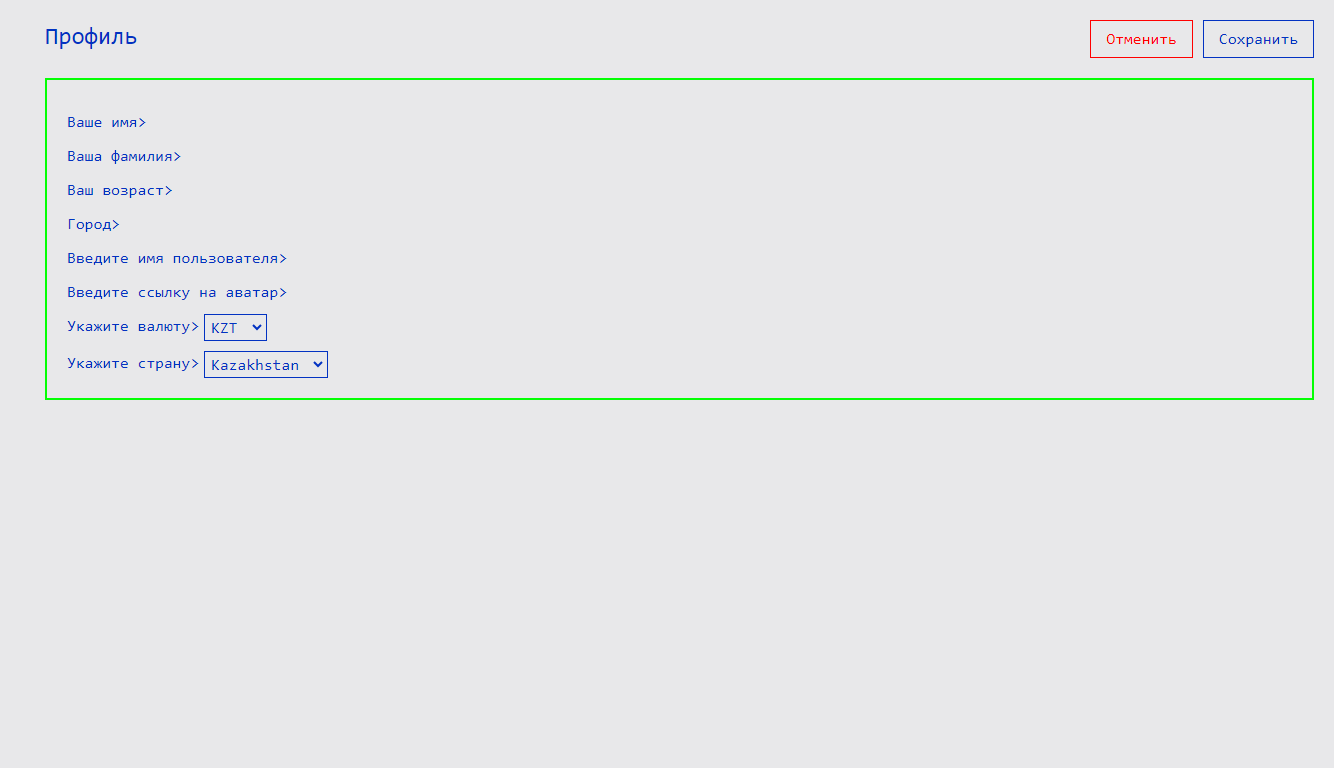 Профиль
Отменить
Сохранить
Ваше имя>
Ваша фамилия>
Ваш возраст>
Город>
Введите имя пользователя>
Введите ссылку на аватар>
Укажите валюту> KZT
Укажите страну> Kazakhstan